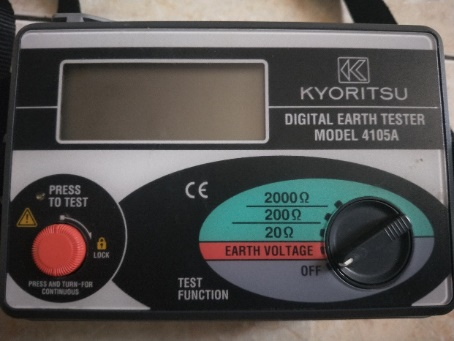 KYORITSU
DIGITAL EARTH TESTER
MODEL 4105A
PRESS
TO TEST
LOCK
PRESS AND TURN-FOR
CONTINUOUS
CE
2000Ω
200Ω
20Ω
EARTH VOLTAGE
OFF
TEST
FUNCTION